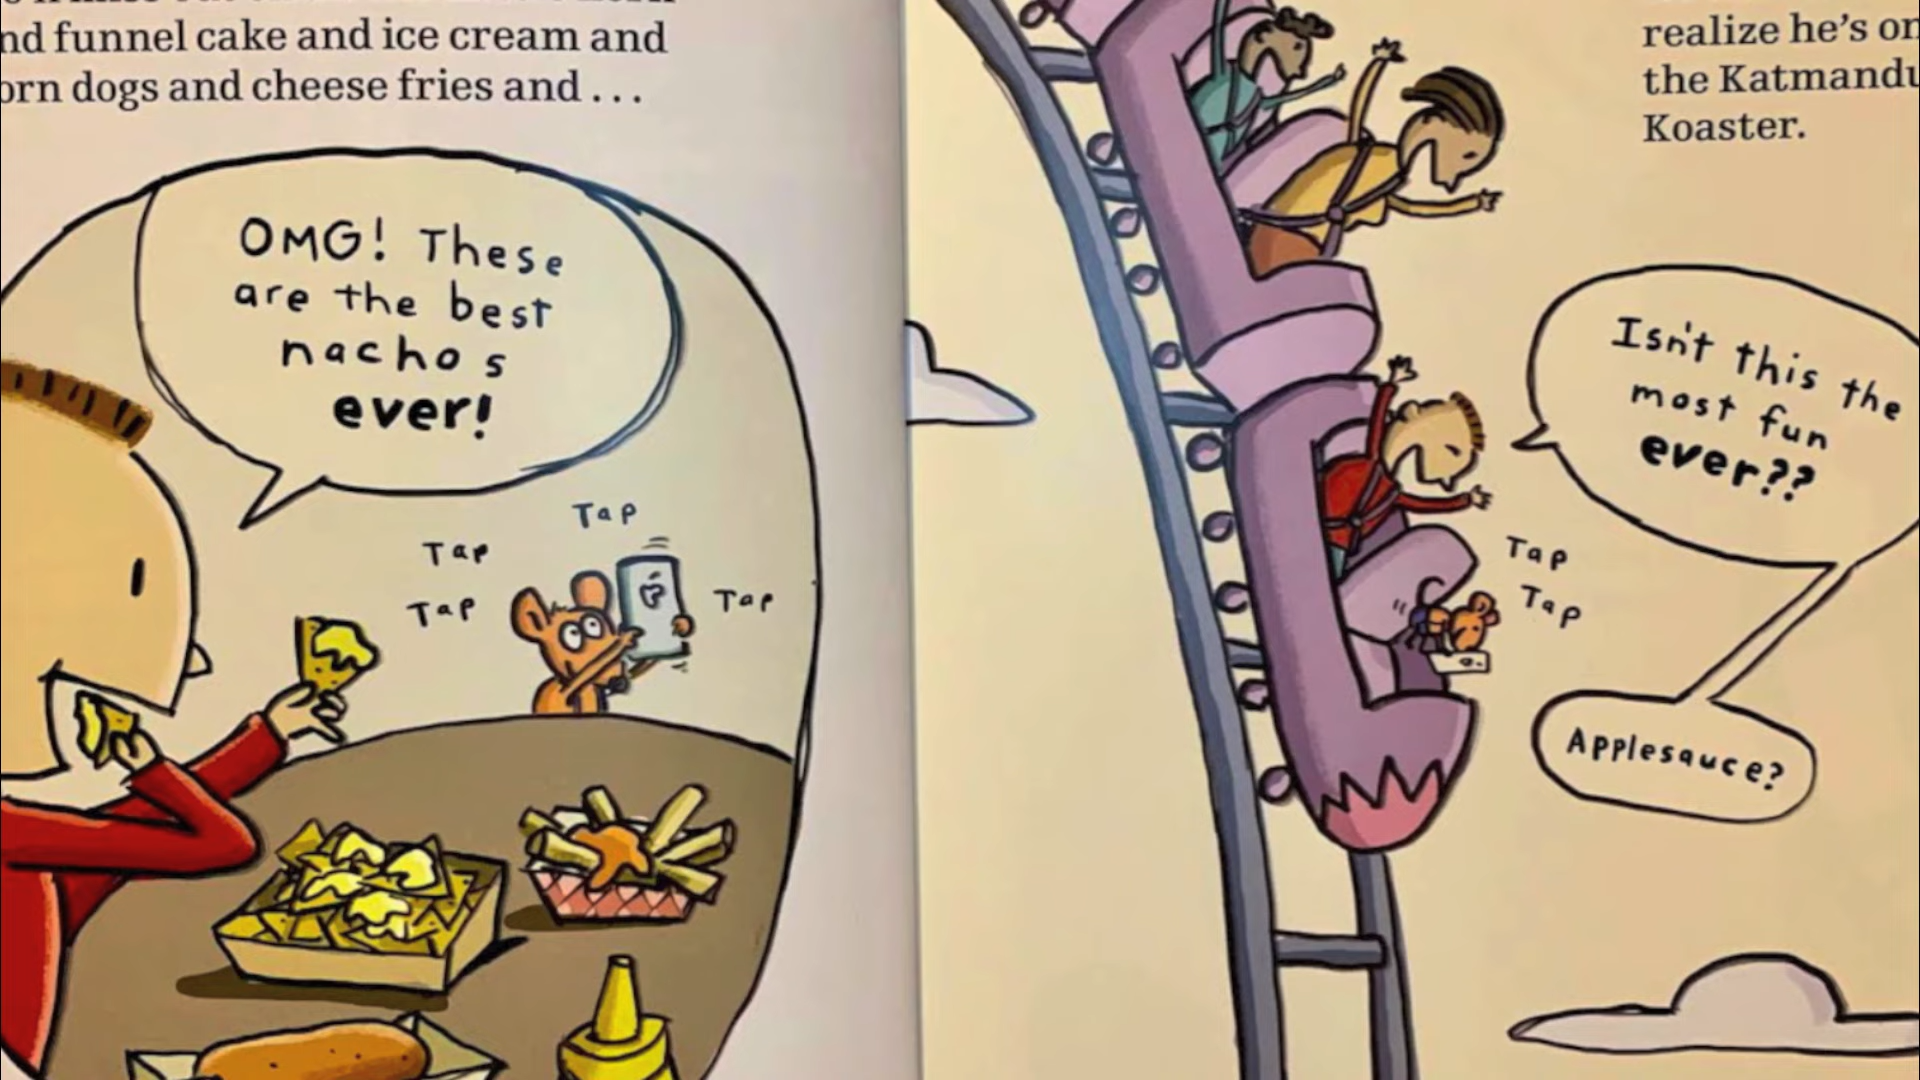 nd funnel cake and ice cream and
orn dogs and cheese fries and . . .
OMG! These
are the best
nachos
ever!
Tap
Tap
Tap
Tap
realize he's on
the Katmandu
Koaster.
Isn't this the
most fun
ever??
Tap
Tap
Applesauce?